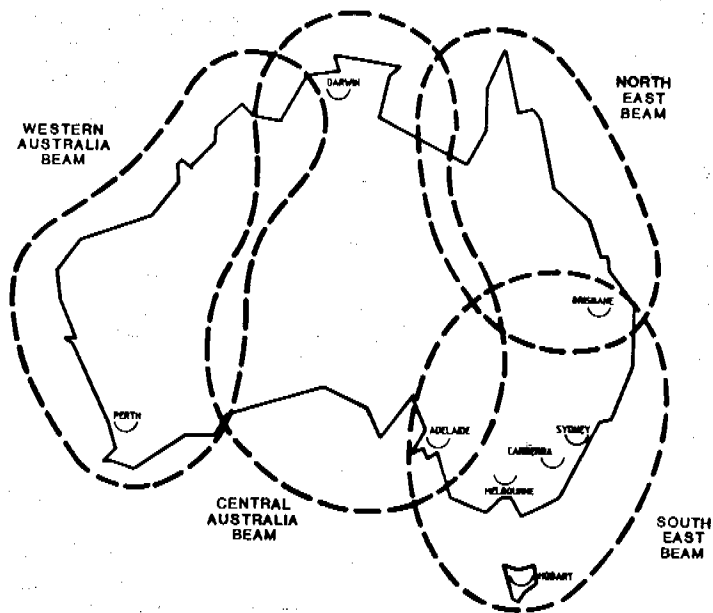 DARWIN
NORTH
EAST
BEAM
WESTERN
AUSTRALIA
BEAM
BRISBANE
PERTH
ADELAIDE
SYDNEY
CANBERRA
MELBOURNE
CENTRAL
AUSTRALIA
BEAM
SOUTH
EAST
BEAM
HOBART